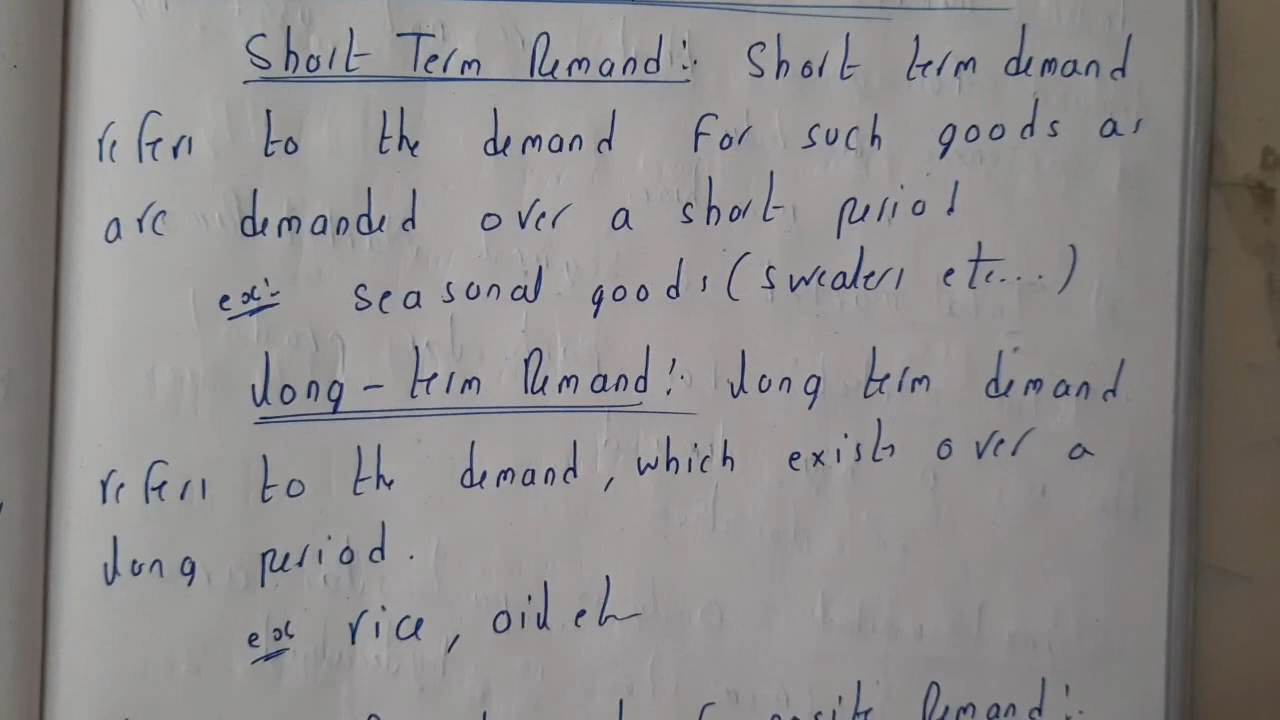 Short Term Demand:- Short term demand
refers to the demand for such goods as
are demanded over a short period
ex:- seasonal goods (sweaters etc...)
Long-term Demand:- Long term demand
refers to the demand, which exists over a
long period.
ex rice, oil etc
Demand:-